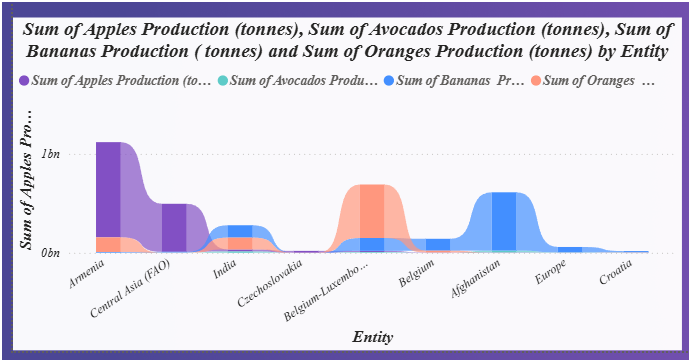 Sum of Apples Production (tonnes), Sum of Avocados Production (tonnes), Sum of
Bananas Production ( tonnes) and Sum of Oranges Production (tonnes) by Entity
Sum of Apples Production (to... Sum of Avocados Produ... Sum of Bananas Pr... Sum of Oranges ...
Sum of Apples Pro...
1bn
0bn
Armenia
Central Asia (FAO)
India
Czechoslovakia
Belgium-Luxembo...
Belgium
Afghanistan
Europe
Croatia
Entity